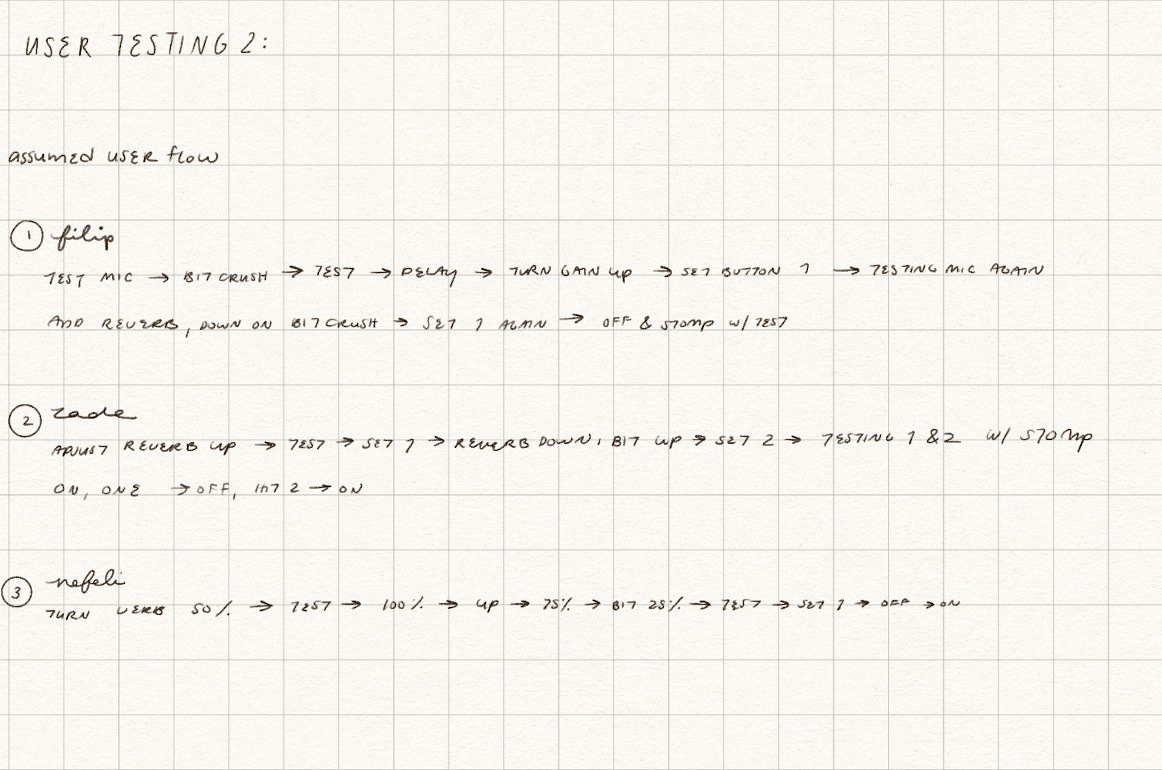 USER TESTING 2:
assumed USER flow
1 filip
TEST MIC → BIT CRUSH → TEST → DELAY → TURN GAIN UP → SET BUTTON 1 → TESTING MIC AGAIN
ADD REVERB, DOWN ON BITCRUSH → SET 1 AGAIN → OFF & STOMP W/ TEST
2 zade
ADJUST REVERB UP → TEST → SET 1 → REVERB DOWN, BIT UP → SET 2 → TESTING 1 & 2 W/ STOMP
ON, ONE → OFF, 2 → ON
3 nefeli
TURN VERB 50% → TEST → 100% → UP → 75% → BIT 25% → TEST → SET 1 → OFF → ON